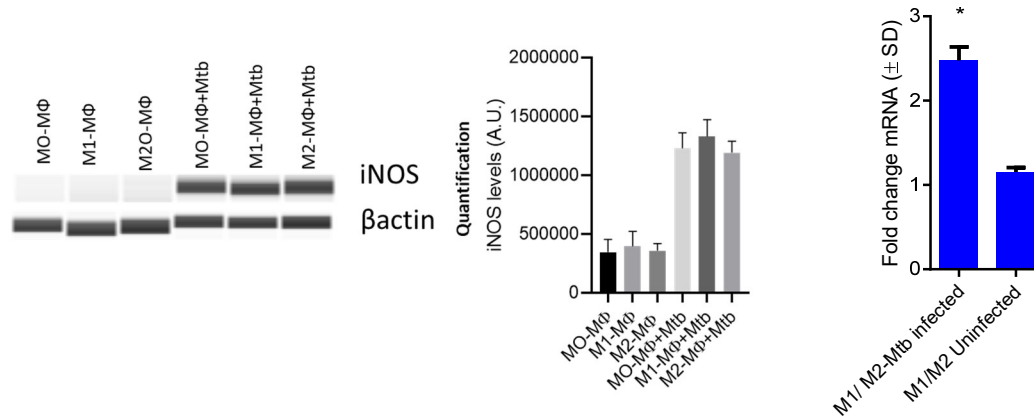 MO-MΦ
M1-MΦ
M2O-MΦ
MO-MΦ+Mtb
M1-MΦ+Mtb
M2-MΦ+Mtb
iNOS
βactin
Quantification
iNOS levels (A.U.)
2000000
1500000
1000000
500000
0
MO-MΦ
M1-MΦ
M2-MΦ
MO-MΦ+Mtb
M1-MΦ+Mtb
M2-MΦ+Mtb
Fold change mRNA (± SD)
3
2
1
0
*
M1/ M2-Mtb infected
M1/M2 Uninfected